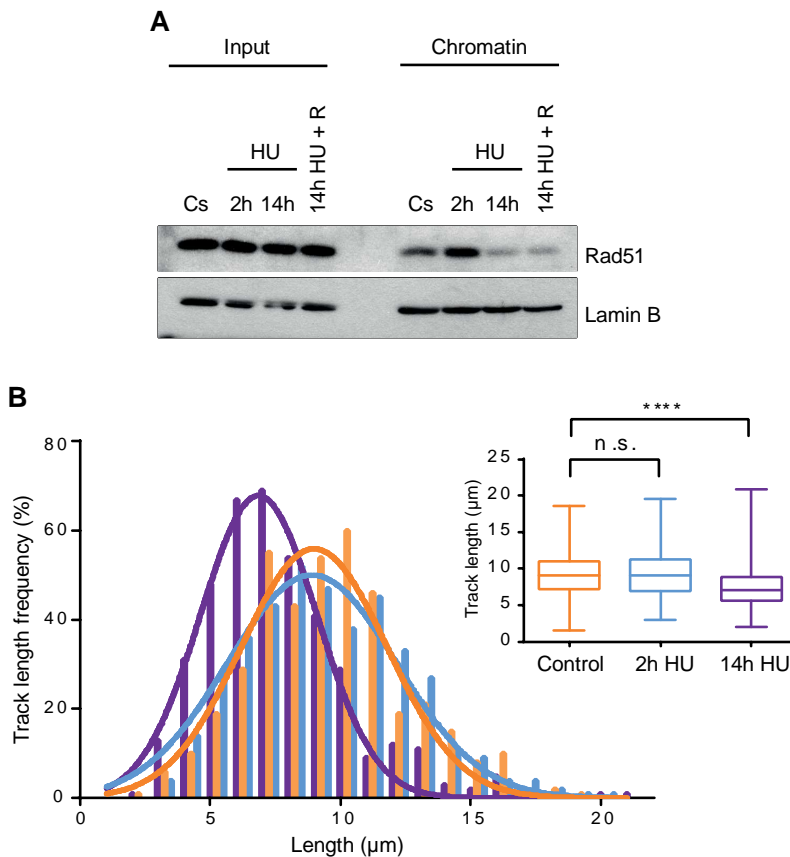 A
Input
Chromatin
HU
14h HU + R
HU
14h HU + R
Cs
2h
14h
Cs
2h
14h
Rad51
Lamin B
B
80
60
40
20
0
Track length frequency (%)
0
5
10
15
20
Length (µm)
****
n .s.
25
20
15
10
5
0
Track length (µm)
Control
2h HU
14h HU